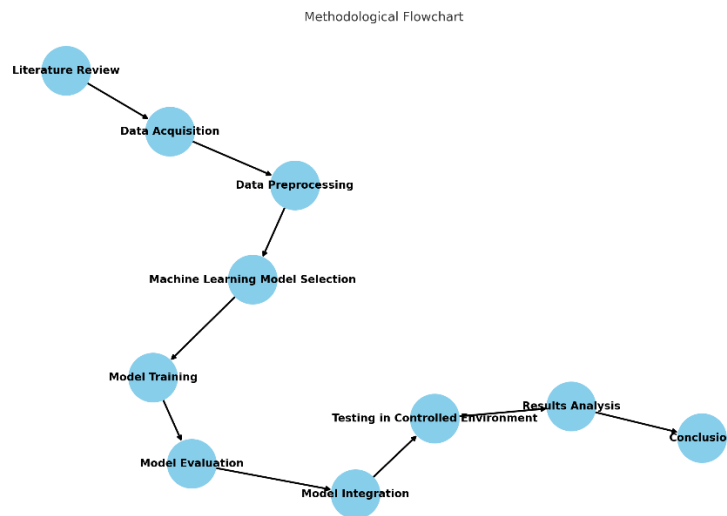 Methodological Flowchart
Literature Review
Data Acquisition
Data Preprocessing
Machine Learning Model Selection
Model Training
Model Evaluation
Model Integration
Testing in Controlled Environment
Results Analysis
Conclusio